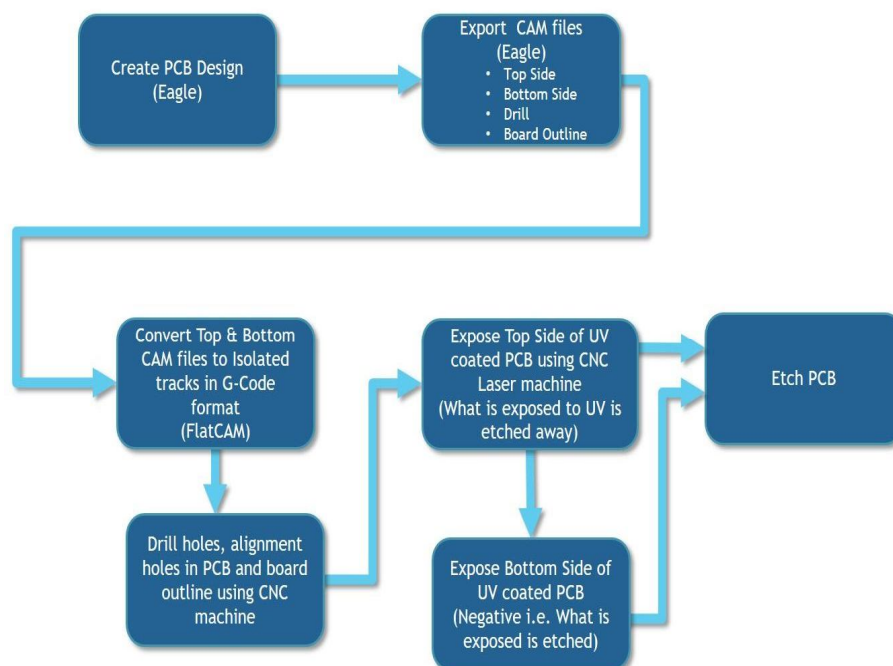 Create PCB Design
(Eagle)
Export CAM files
(Eagle)
• Top Side
• Bottom Side
• Drill
• Board Outline
Convert Top & Bottom
CAM files to Isolated
tracks in G-Code
format
(FlatCAM)
Expose Top Side of UV
coated PCB using CNC
Laser machine
(What is exposed to UV is
etched away)
Etch PCB
Drill holes, alignment
holes in PCB and board
outline using CNC
machine
Expose Bottom Side of
UV coated PCB
(Negative i.e. What is
exposed is etched)